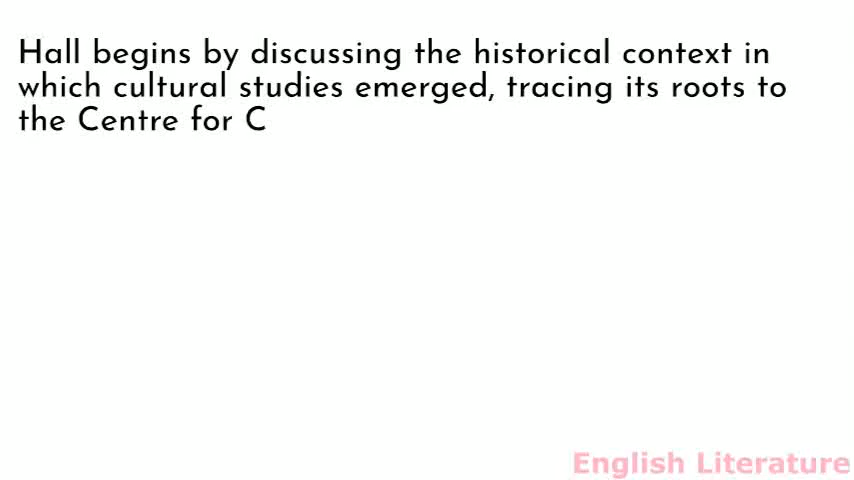 Hall begins by discussing the historical context in
which cultural studies emerged, tracing its roots to
the Centre for C
English Literature